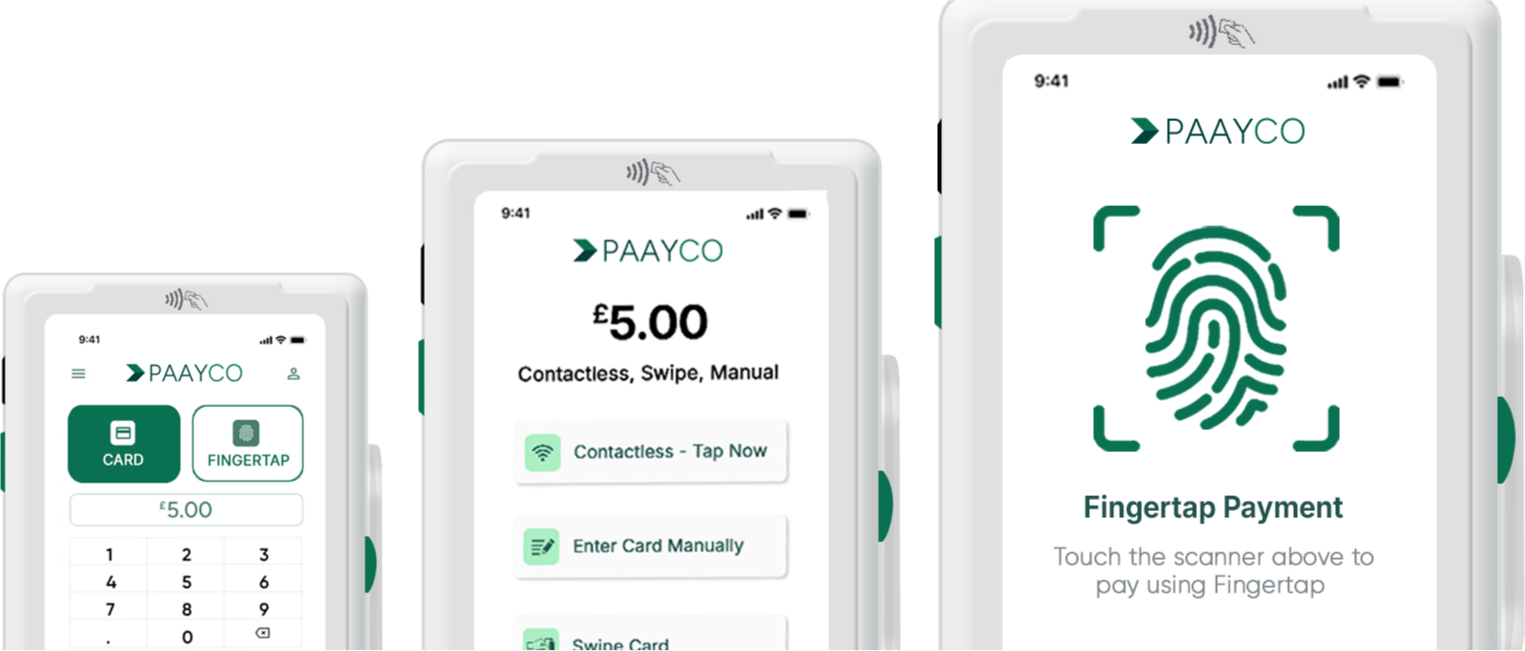 9:41
PAAYCO
CARD
FINGERTAP
£5.00
1 2 3
4 5 6
7 8 9
. 0
9:41
PAAYCO
£5.00
Contactless, Swipe, Manual
Contactless - Tap Now
Enter Card Manually
Swipe Card
9:41
PAAYCO
Fingertap Payment
Touch the scanner above to
pay using Fingertap